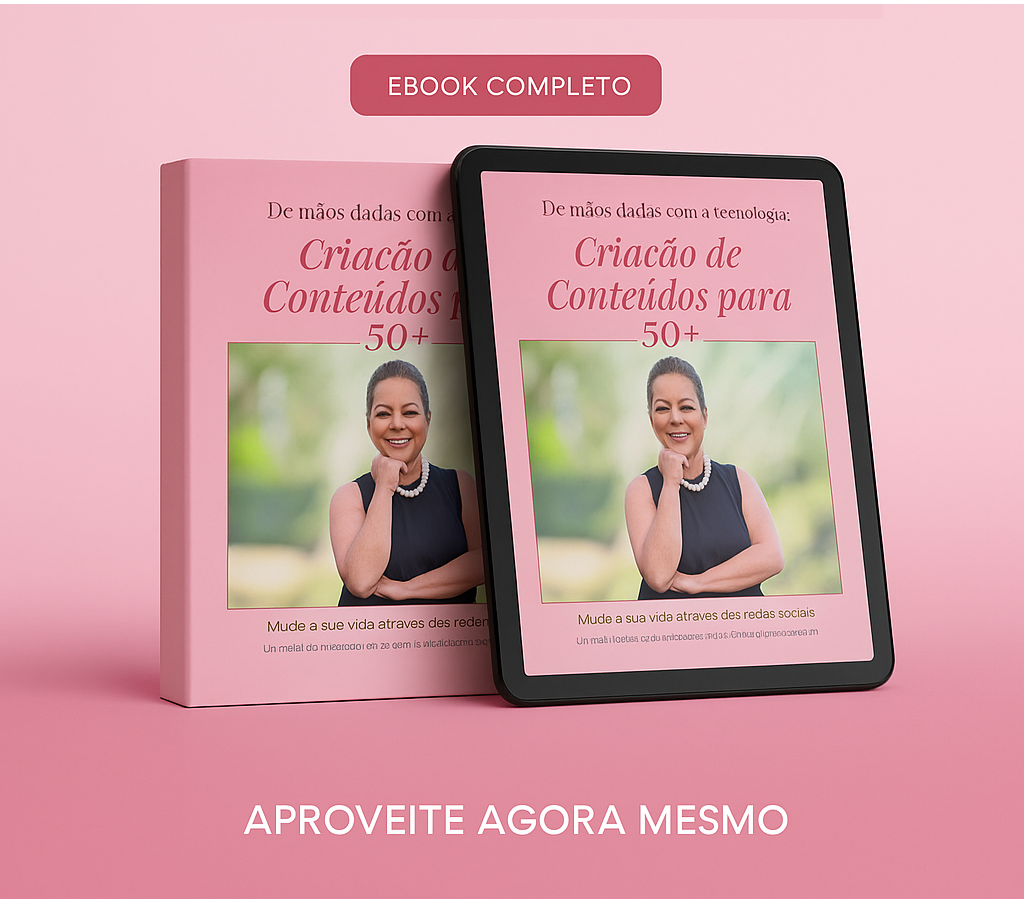 EBOOK COMPLETO
De mãos dadas com a
Criacão d
Conteúdos p
50+
Mude a sue vida atraves des reden
De mãos dadas com a teenologia:
Criacão de
Conteúdos para
50+
Mude a sua vida atraves des redas sociais
APROVEITE AGORA MESMO